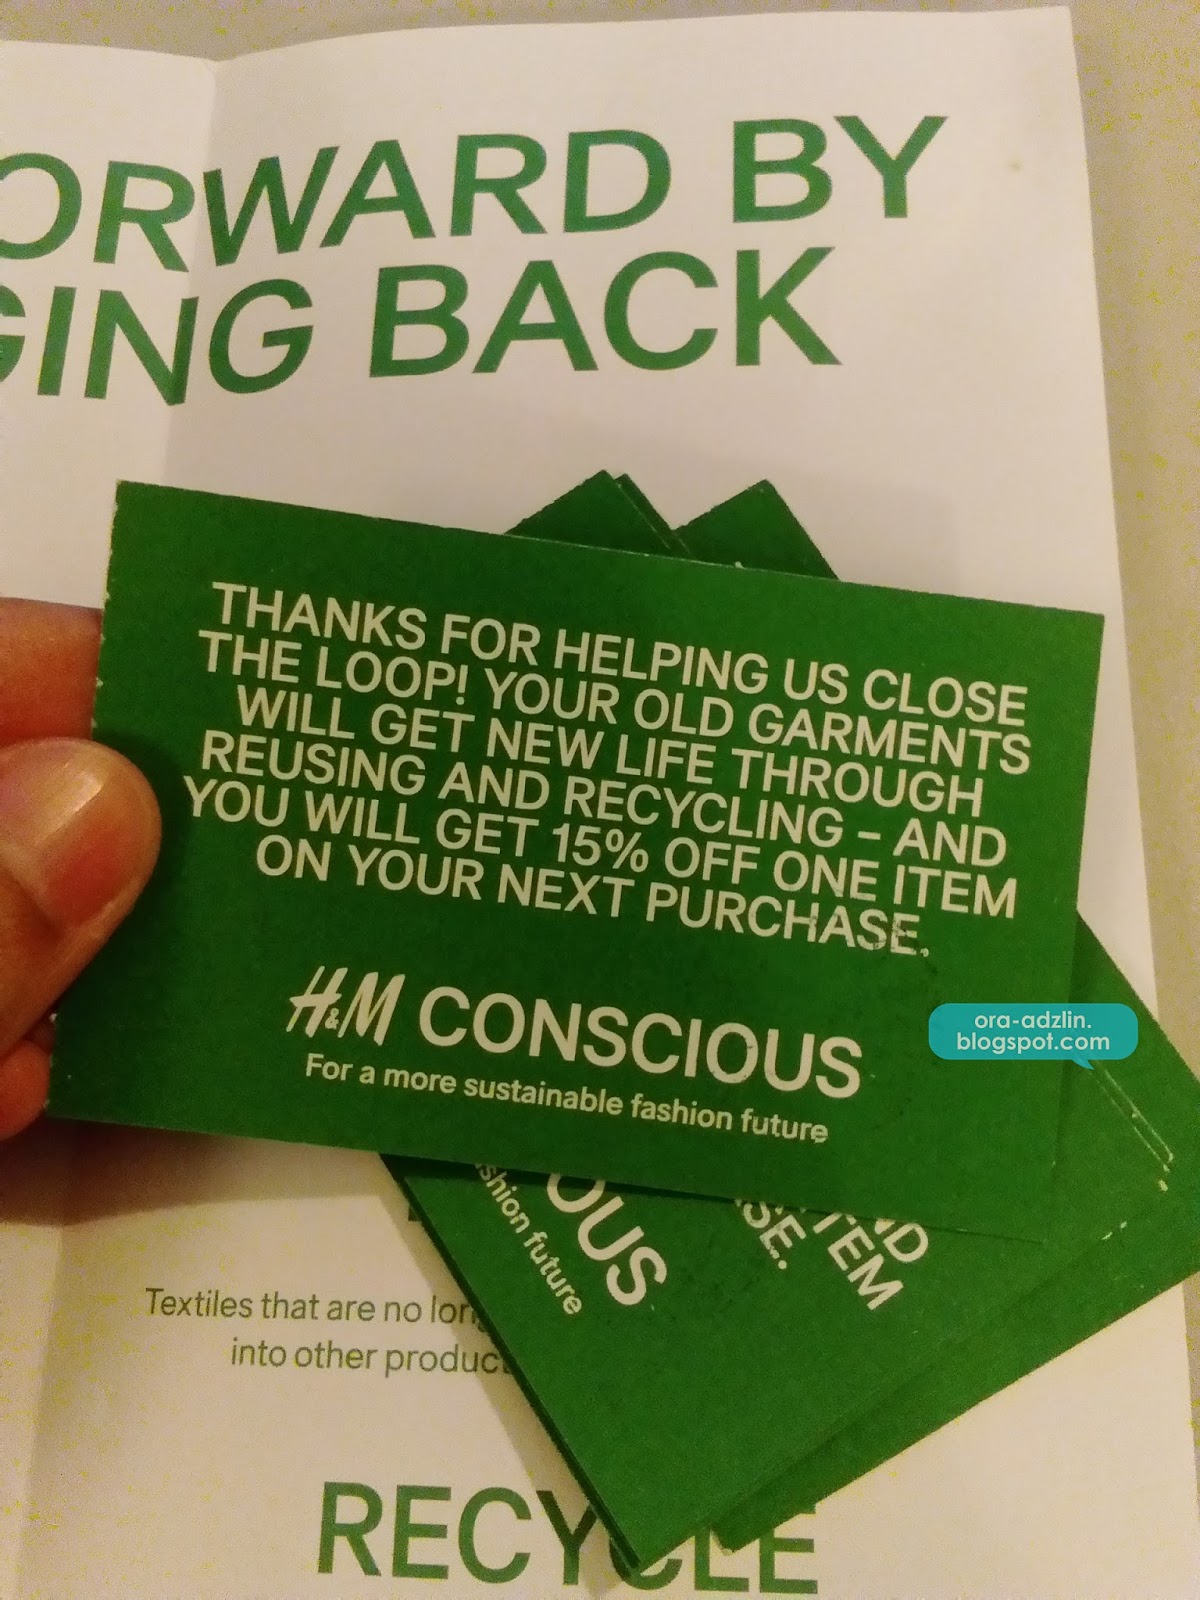 ORWARD BY
GING BACK
THANKS FOR HELPING US CLOSE
THE LOOP! YOUR OLD GARMENTS
WILL GET NEW LIFE THROUGH
REUSING AND RECYCLING – AND
YOU WILL GET 15% OFF ONE ITEM
ON YOUR NEXT PURCHASE.
H&M CONSCIOUS
For a more sustainable fashion future
ora-adzlin.
blogspot.com
ND
TEM
SE.
OUS
shion future
Textiles that are no lon
into other produc
RECYCLE